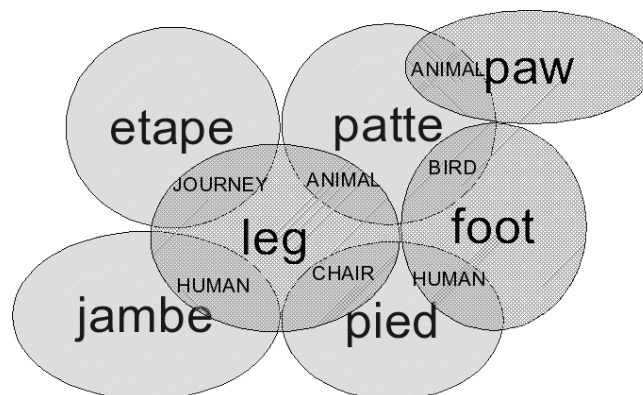 ANIMAL paw
etape patte
BIRD
JOURNEY ANIMAL
leg foot
HUMAN CHAIR HUMAN
jambe pied